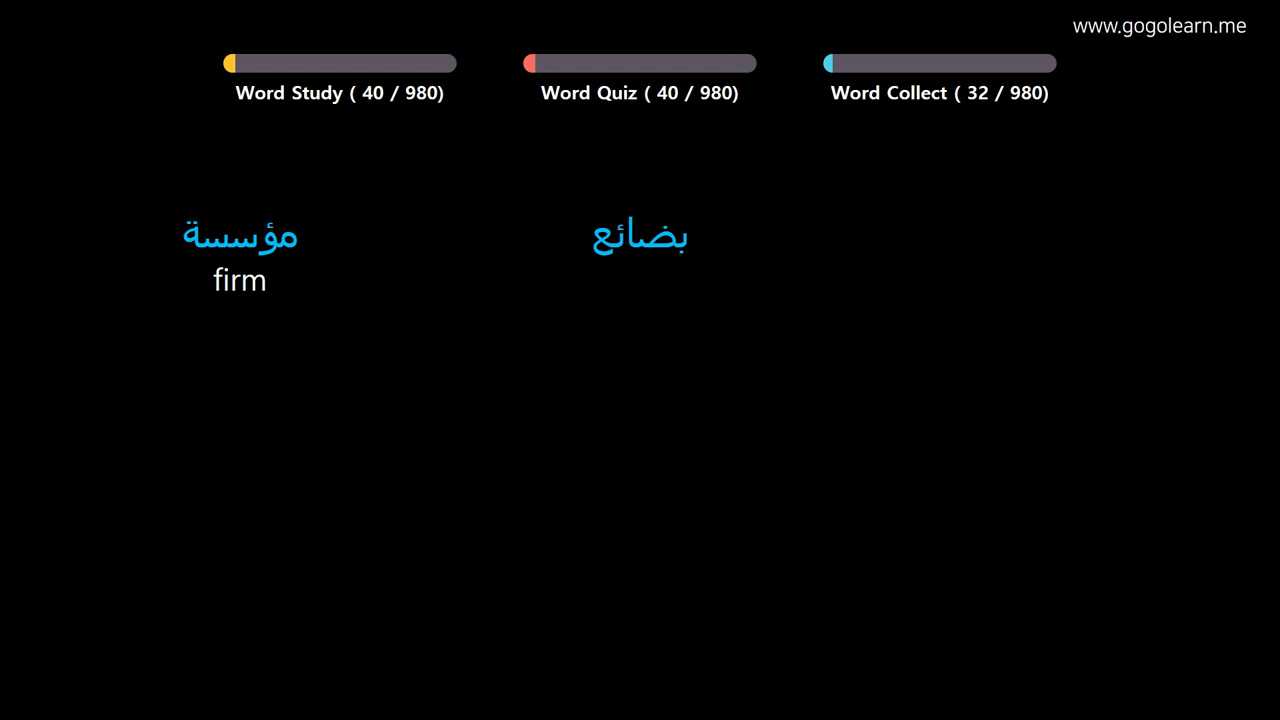 www.gogolearn.me
Word Study ( 40 / 980)
Word Quiz ( 40 / 980)
Word Collect ( 32 / 980)
مؤسسة
firm
بضائع